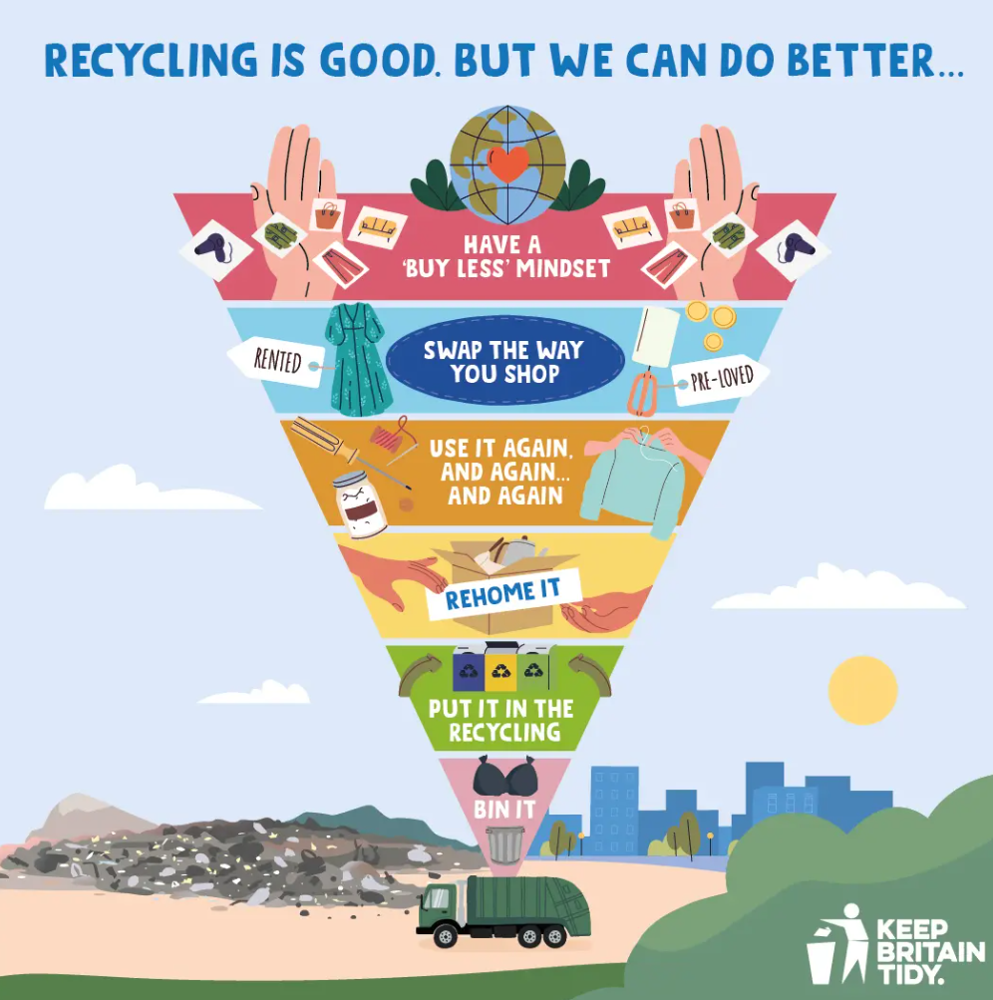 RECYCLING IS GOOD. BUT WE CAN DO BETTER...
HAVE A
'BUY LESS' MINDSET
RENTED
SWAP THE WAY
YOU SHOP
PRE-LOVED
USE IT AGAIN,
AND AGAIN...
AND AGAIN
REHOME IT
PUT IT IN THE
RECYCLING
BIN IT
KEEP
BRITAIN
TIDY.